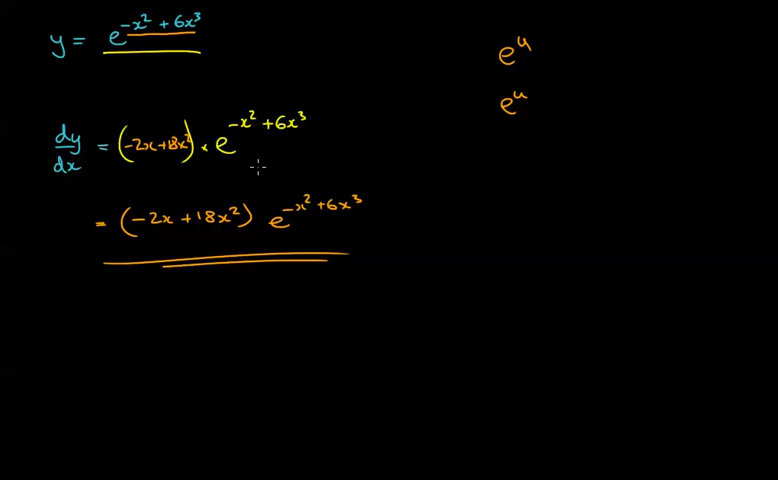 y = e^{-x² + 6x³}
dy/dx = (-2x+18x²) × e^{-x² + 6x³}
= (-2x + 18x²) e^{-x² + 6x³}
e^u
e^u